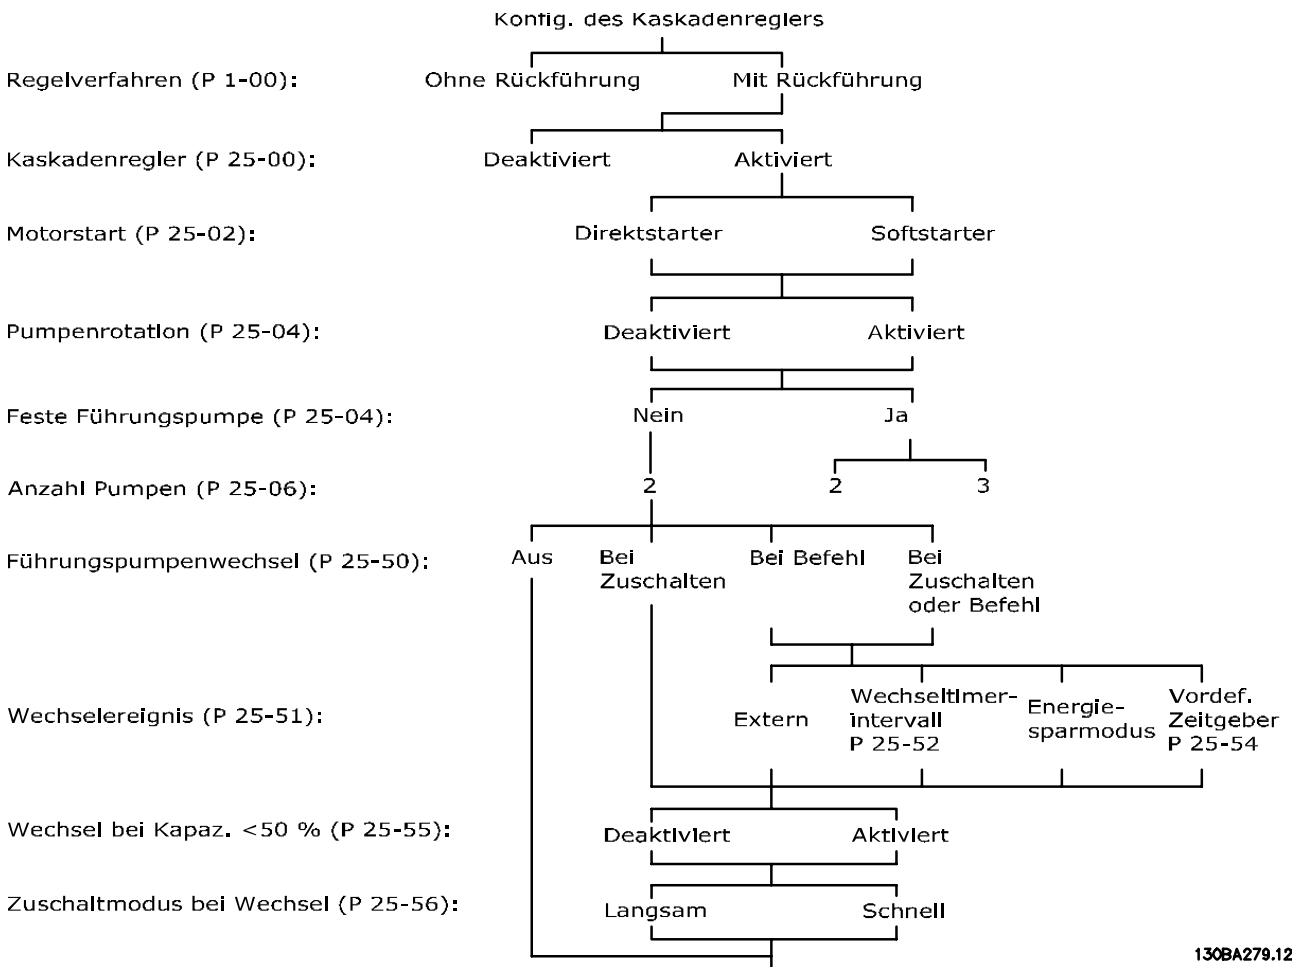 Konfig. des Kaskadenreglers
Regelverfahren (P 1-00): Ohne Rückführung Mit Rückführung
Kaskadenregler (P 25-00): Deaktiviert Aktiviert
Motorstart (P 25-02): Direktstarter Softstarter
Pumpenrotation (P 25-04): Deaktiviert Aktiviert
Feste Führungspumpe (P 25-04): Nein Ja
Anzahl Pumpen (P 25-06): 2 2 3
Führungspumpenwechsel (P 25-50): Aus Bei Zuschalten Bei Befehl Bei Zuschalten oder Befehl
Wechselereignis (P 25-51): Extern Wechseltimer-intervall P 25-52 Energie-sparmodus Vordef. Zeitgeber P 25-54
Wechsel bei Kapaz. <50 % (P 25-55): Deaktiviert Aktiviert
Zuschaltmodus bei Wechsel (P 25-56): Langsam Schnell
130BA279.12